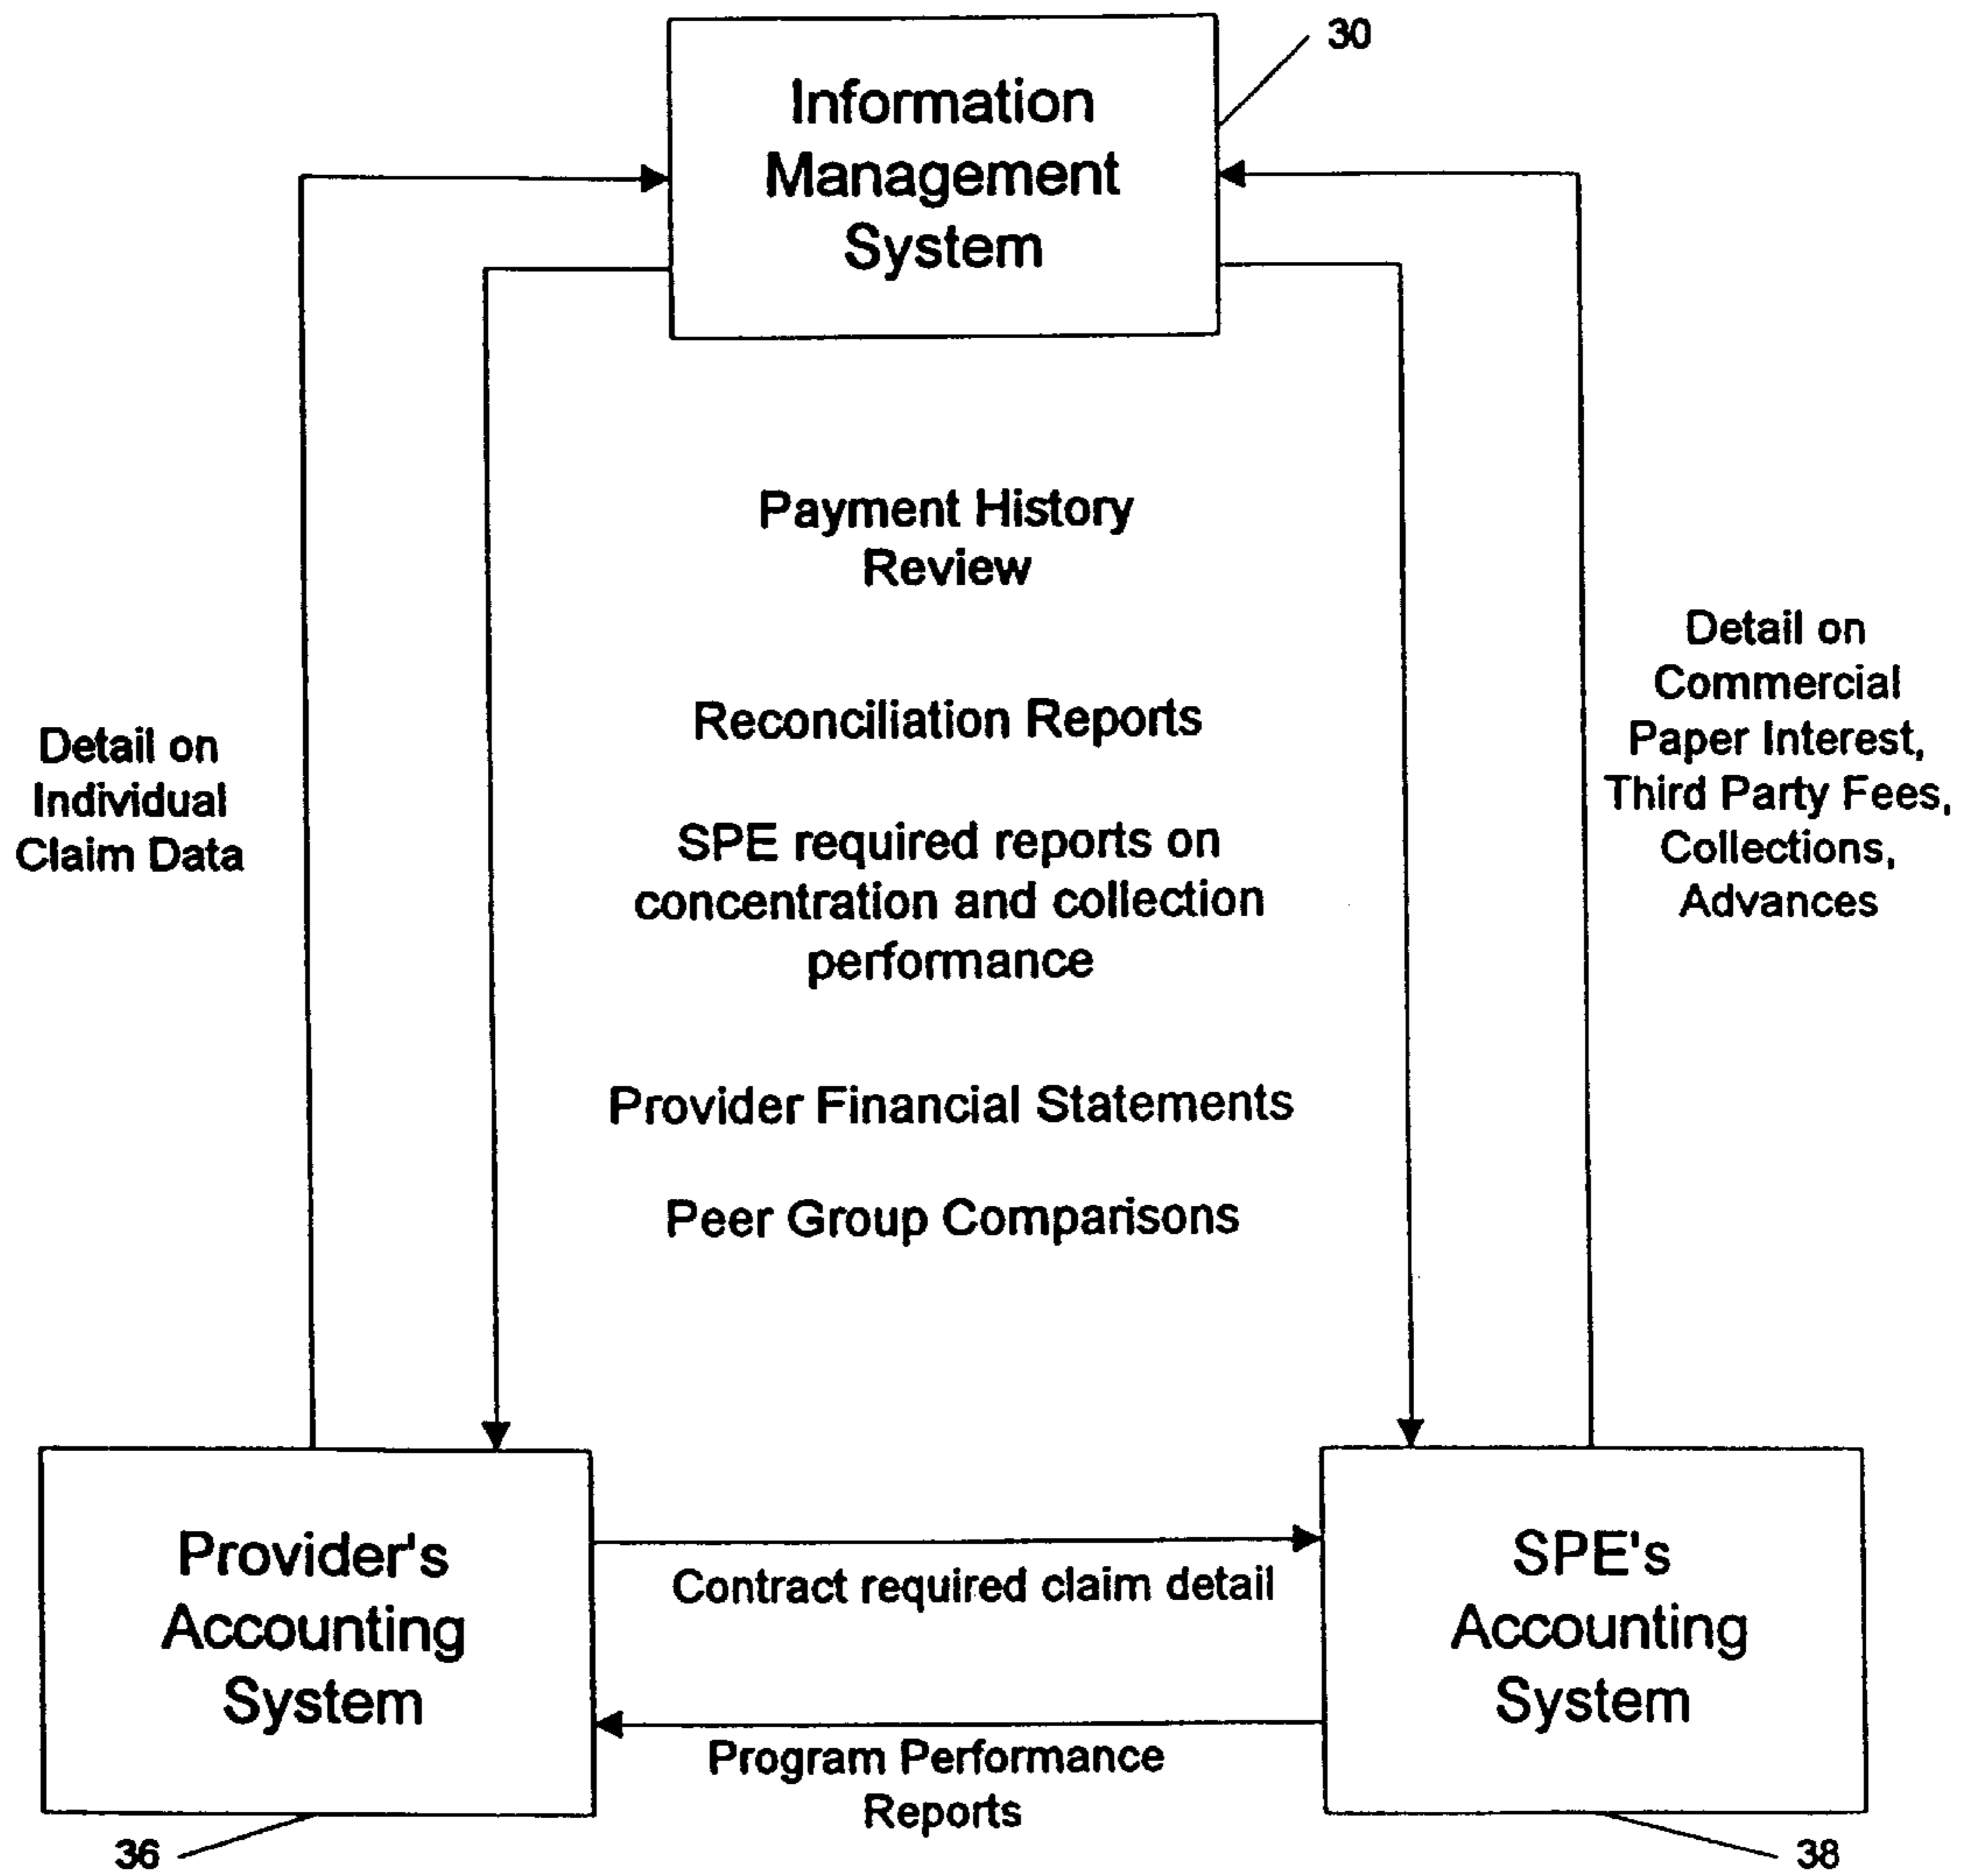 30
Information
Management
System
Payment History
Review
Reconciliation Reports
SPE required reports on
concentration and collection
performance
Provider Financial Statements
Peer Group Comparisons
Detail on
Individual
Claim Data
Detail on
Commercial
Paper Interest,
Third Party Fees,
Collections,
Advances
Provider's
Accounting
System
Contract required claim detail
Program Performance
Reports
SPE's
Accounting
System
36
38